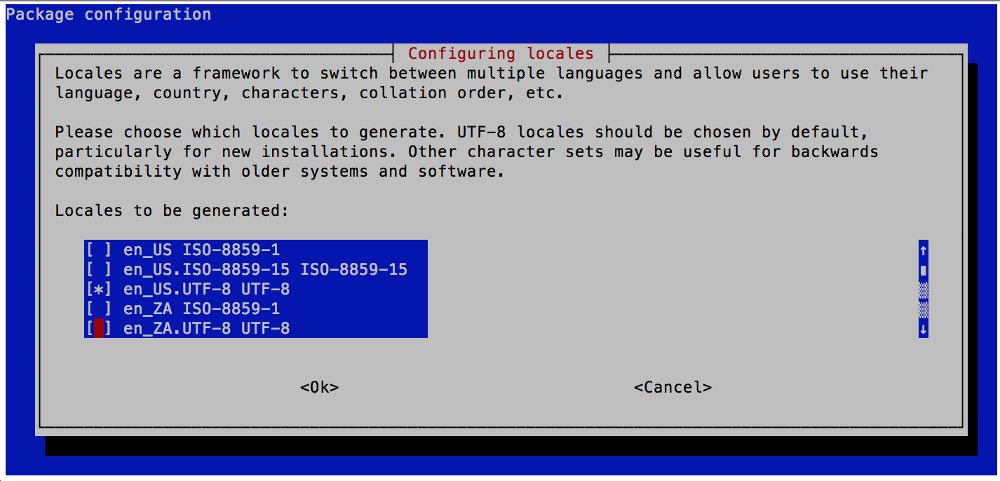 Package configuration
Configuring locales
Locales are a framework to switch between multiple languages and allow users to use their
language, country, characters, collation order, etc.
Please choose which locales to generate. UTF-8 locales should be chosen by default,
particularly for new installations. Other character sets may be useful for backwards
compatibility with older systems and software.
Locales to be generated:
[ ] en_US ISO-8859-1 ↑
[ ] en_US.ISO-8859-15 ISO-8859-15
[*] en_US.UTF-8 UTF-8
[ ] en_ZA ISO-8859-1
[ ] en_ZA.UTF-8 UTF-8 ↓
<Ok> <Cancel>